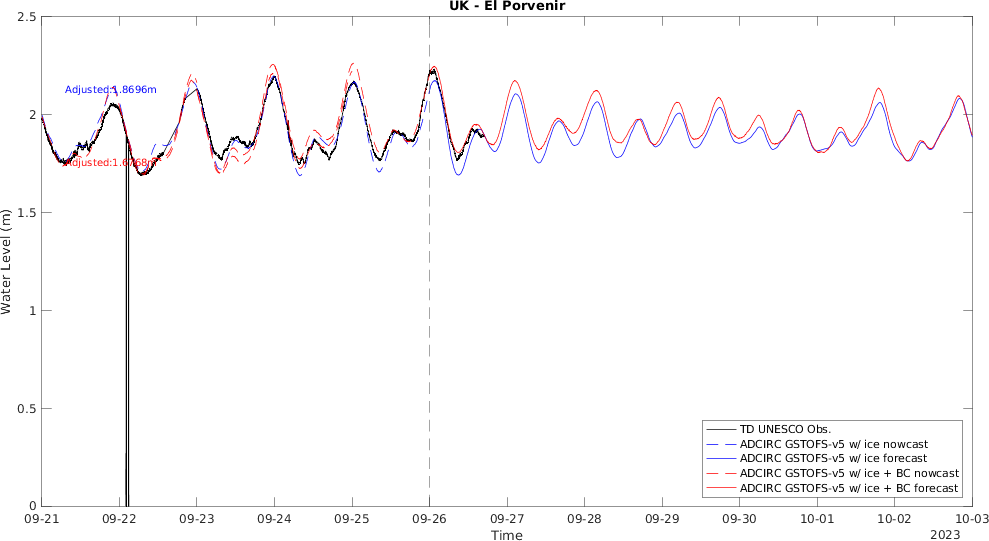 UK - El Porvenir
2.5
2
1.5
1
0.5
0
Water Level (m)
Adjusted:1.8696m
Adjusted:1.6768m
TD UNESCO Obs.
ADCIRC GSTOFS-v5 w/ ice nowcast
ADCIRC GSTOFS-v5 w/ ice forecast
ADCIRC GSTOFS-v5 w/ ice + BC nowcast
ADCIRC GSTOFS-v5 w/ ice + BC forecast
09-21 09-22 09-23 09-24 09-25 09-26 09-27 09-28 09-29 09-30 10-01 10-02 10-03
Time
2023